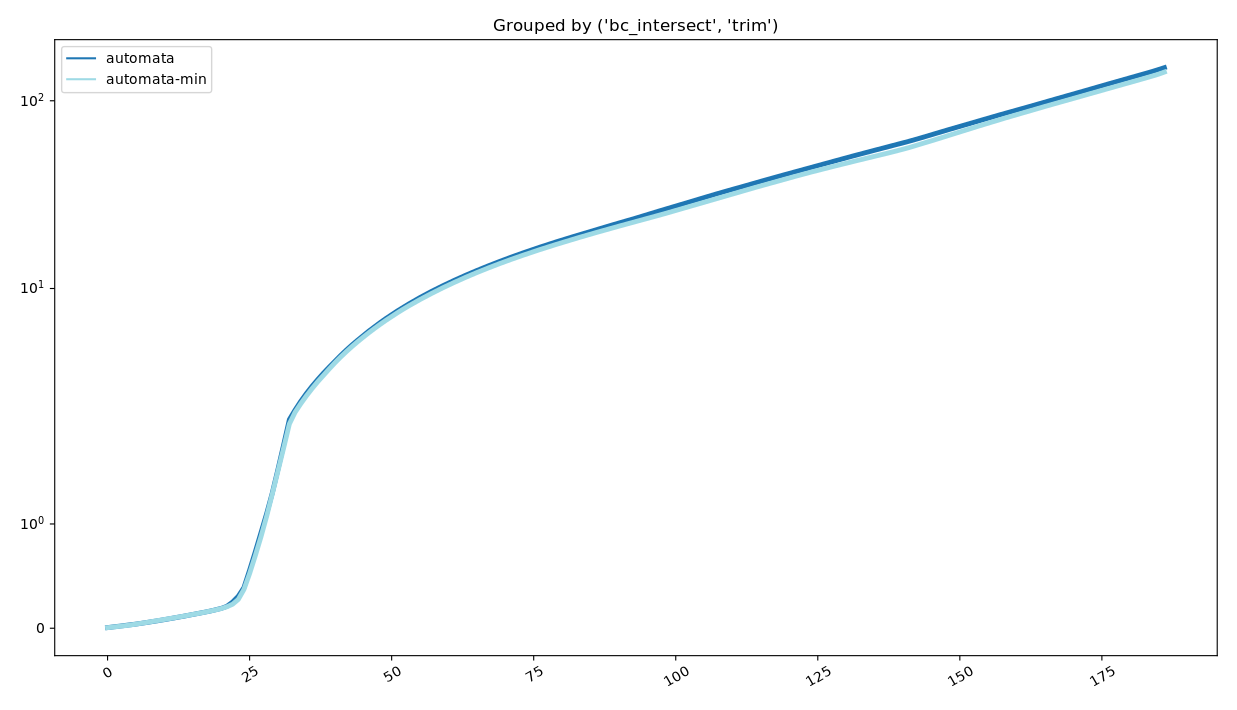 Grouped by ('bc_intersect', 'trim')
automata
automata-min
10²
10¹
10⁰
0
0 25 50 75 100 125 150 175